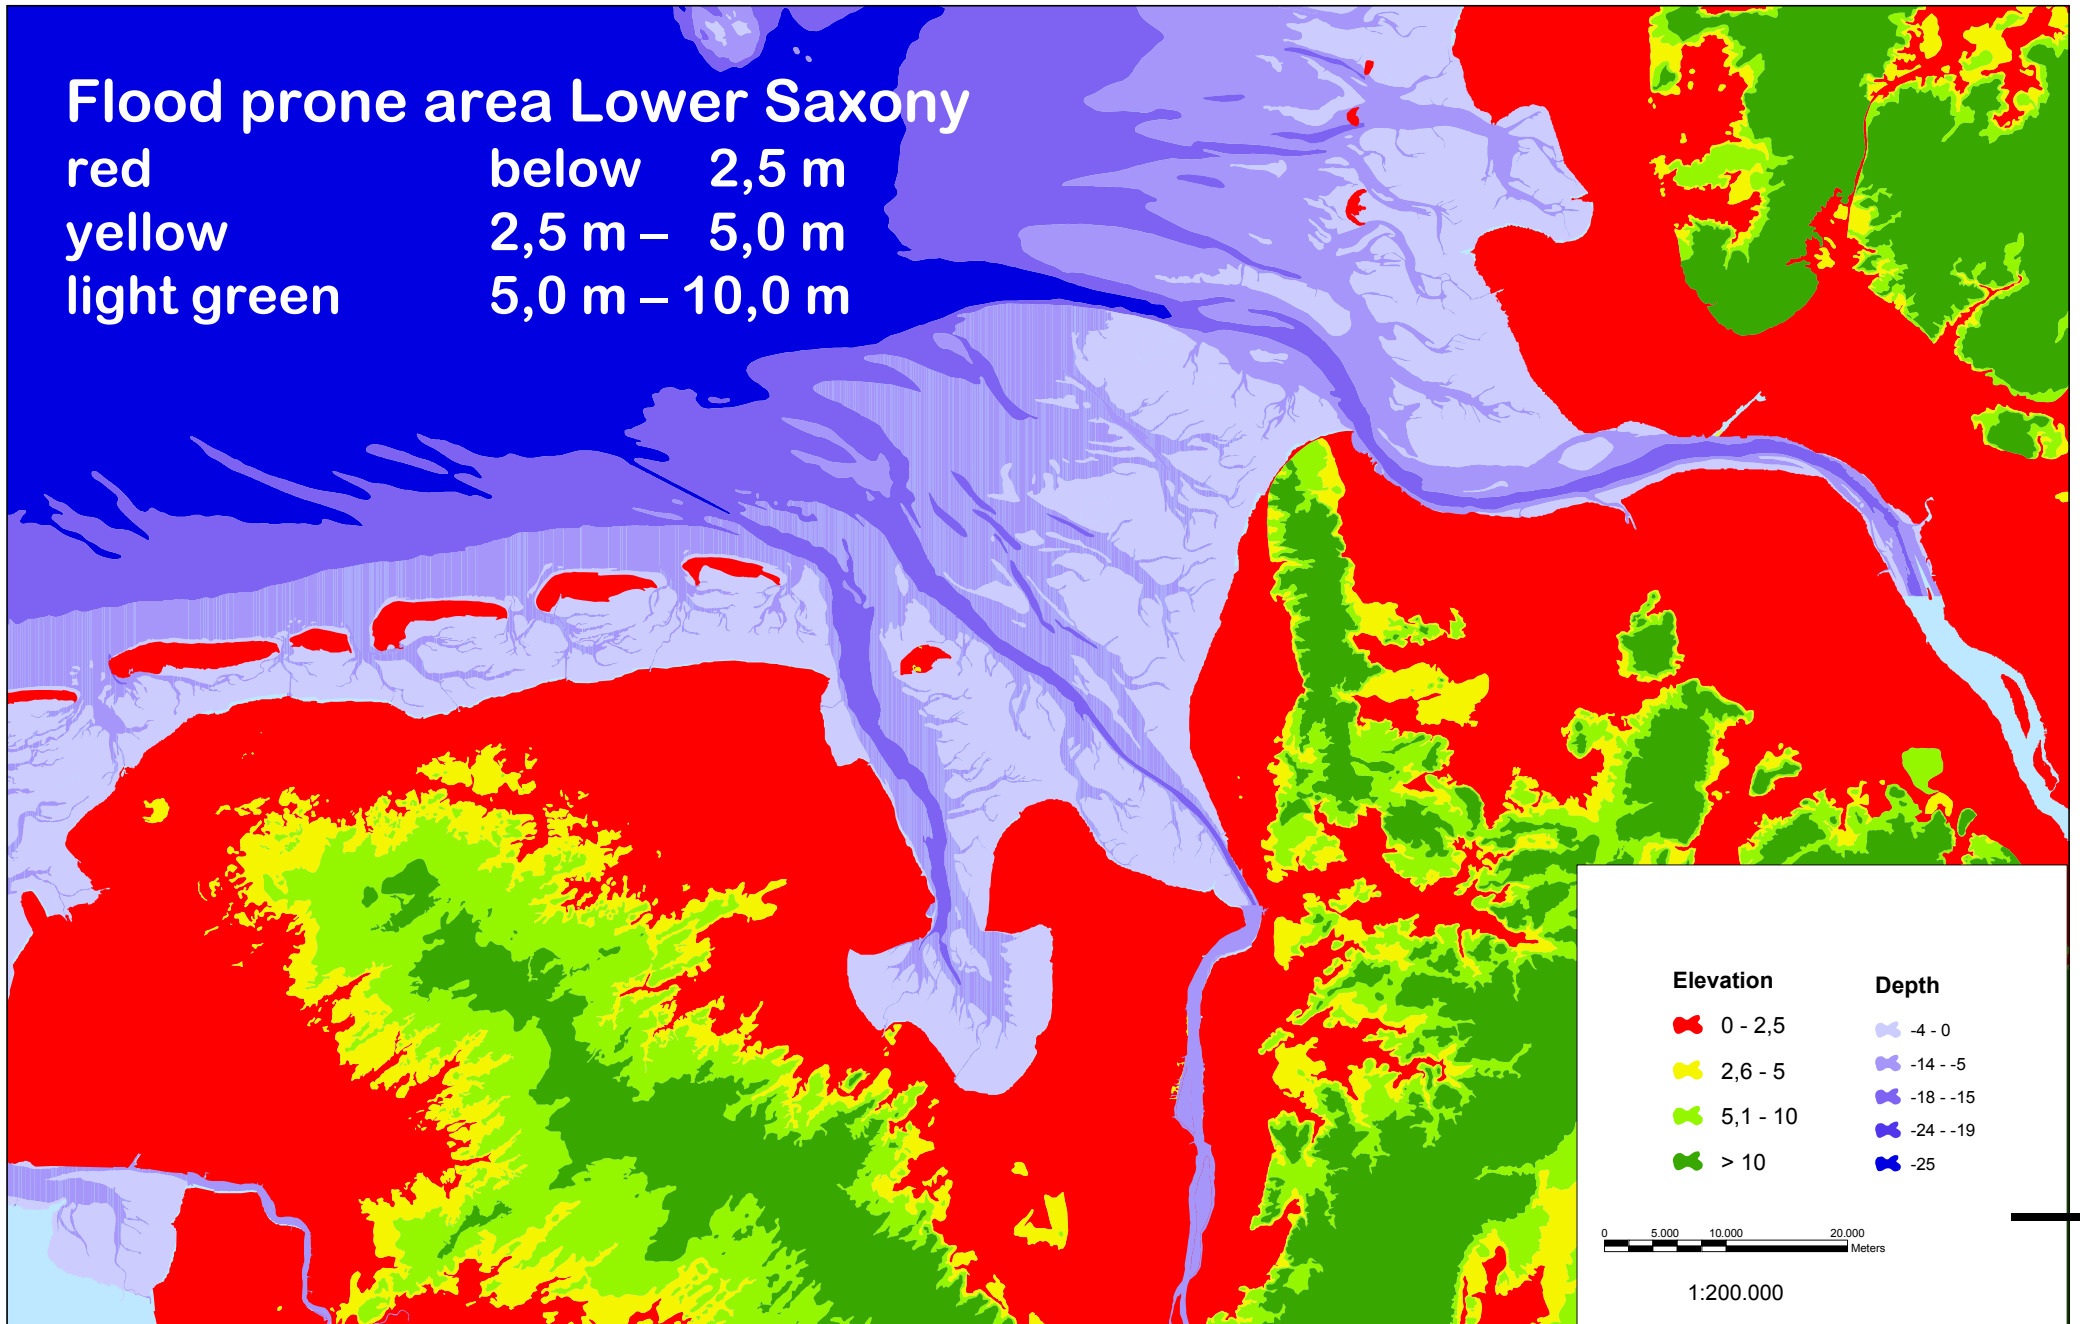 Flood prone area Lower Saxony
red below 2,5 m
yellow 2,5 m – 5,0 m
light green 5,0 m – 10,0 m
Elevation
0 - 2,5
2,6 - 5
5,1 - 10
> 10
Depth
-4 - 0
-14 - -5
-18 - -15
-24 - -19
-25
0 5.000 10.000 20.000
Meters
1:200.000